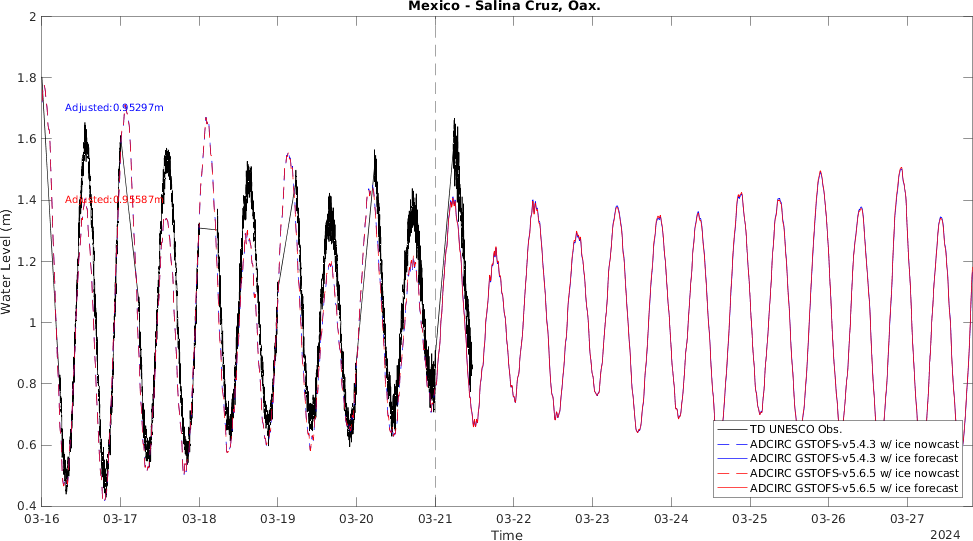 Mexico - Salina Cruz, Oax.
2
1.8
1.6
1.4
1.2
1
0.8
0.6
0.4
Water Level (m)
Adjusted:0.95297m
Adjusted:0.95587m
TD UNESCO Obs.
ADCIRC GSTOFS-v5.4.3 w/ ice nowcast
ADCIRC GSTOFS-v5.4.3 w/ ice forecast
ADCIRC GSTOFS-v5.6.5 w/ ice nowcast
ADCIRC GSTOFS-v5.6.5 w/ ice forecast
03-16 03-17 03-18 03-19 03-20 03-21 03-22 03-23 03-24 03-25 03-26 03-27
Time
2024